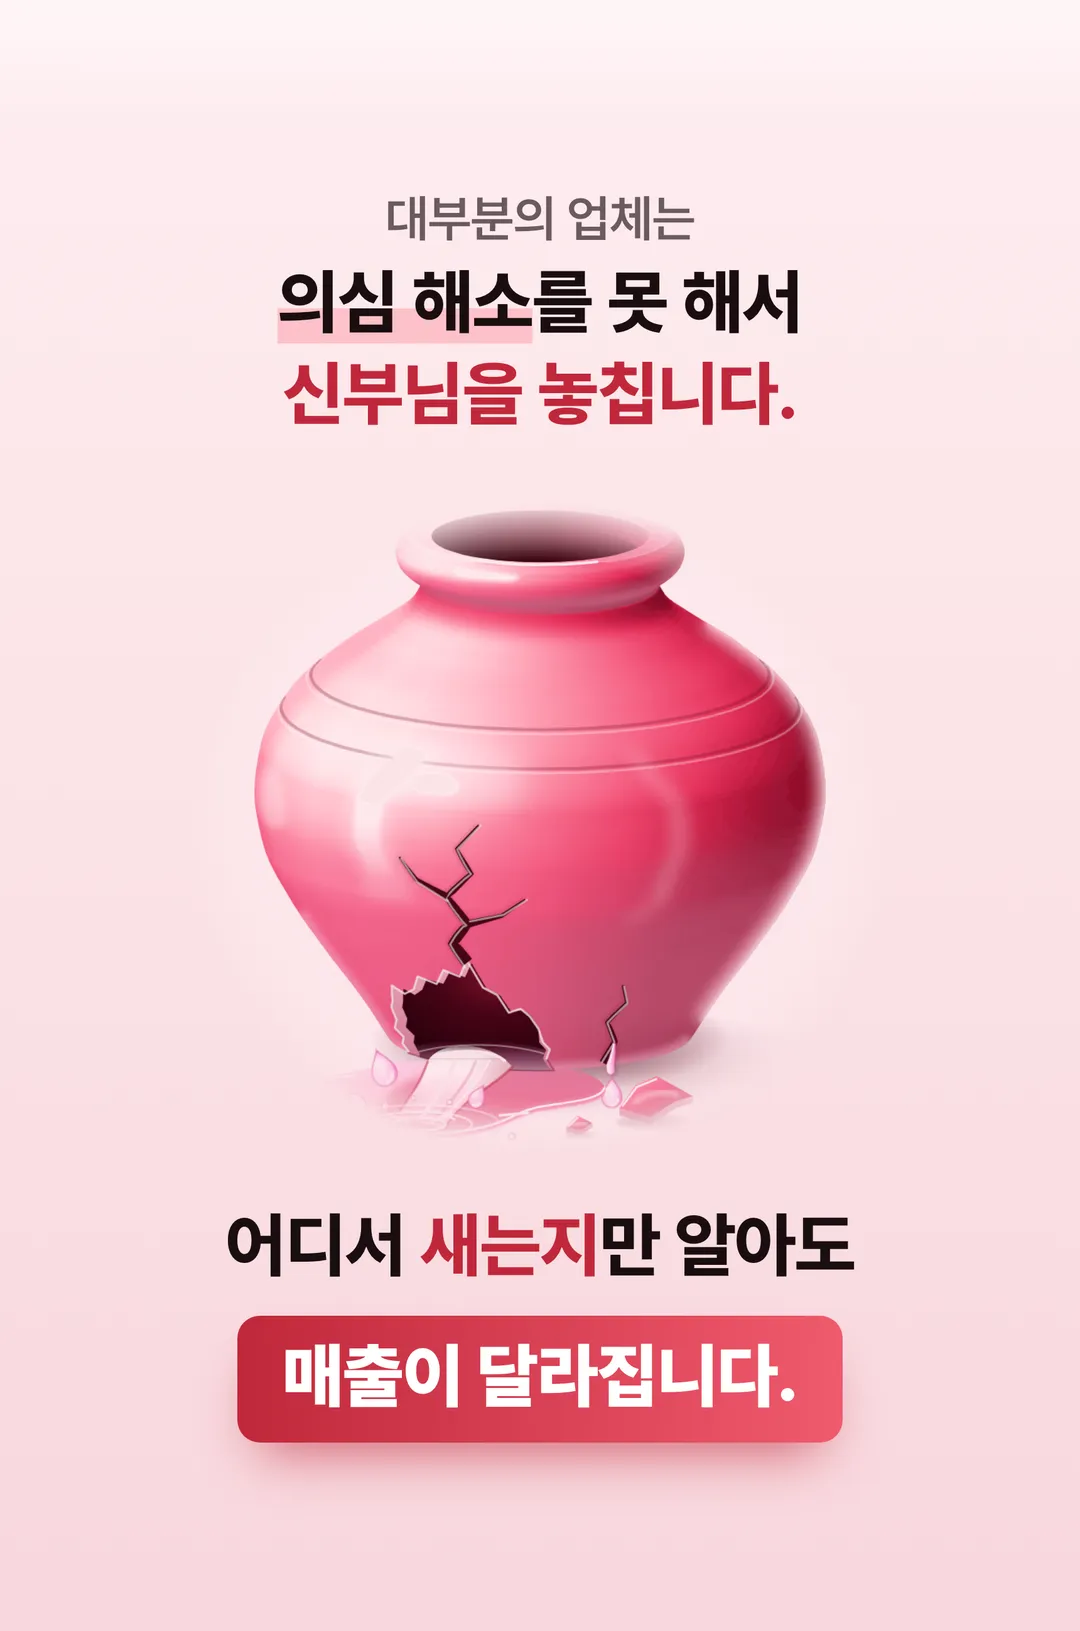 대부분의 업체는
의심 해소를 못 해서
신부님을 놓칩니다.
어디서 새는지만 알아도
매출이 달라집니다.